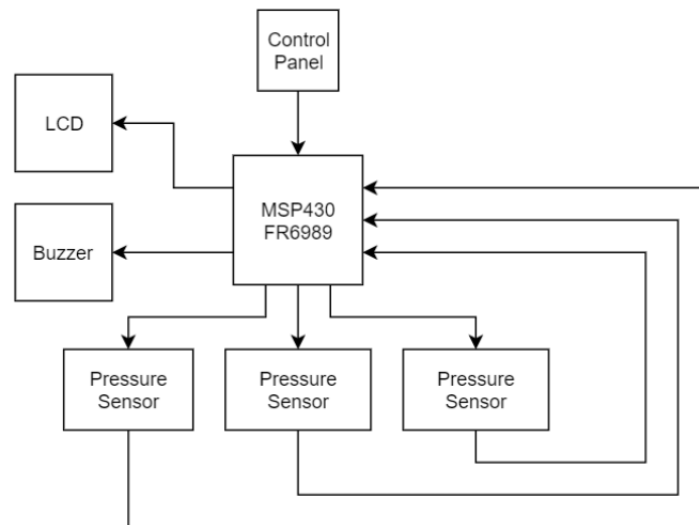 Control
Panel
LCD
MSP430
FR6989
Buzzer
Pressure
Sensor
Pressure
Sensor
Pressure
Sensor